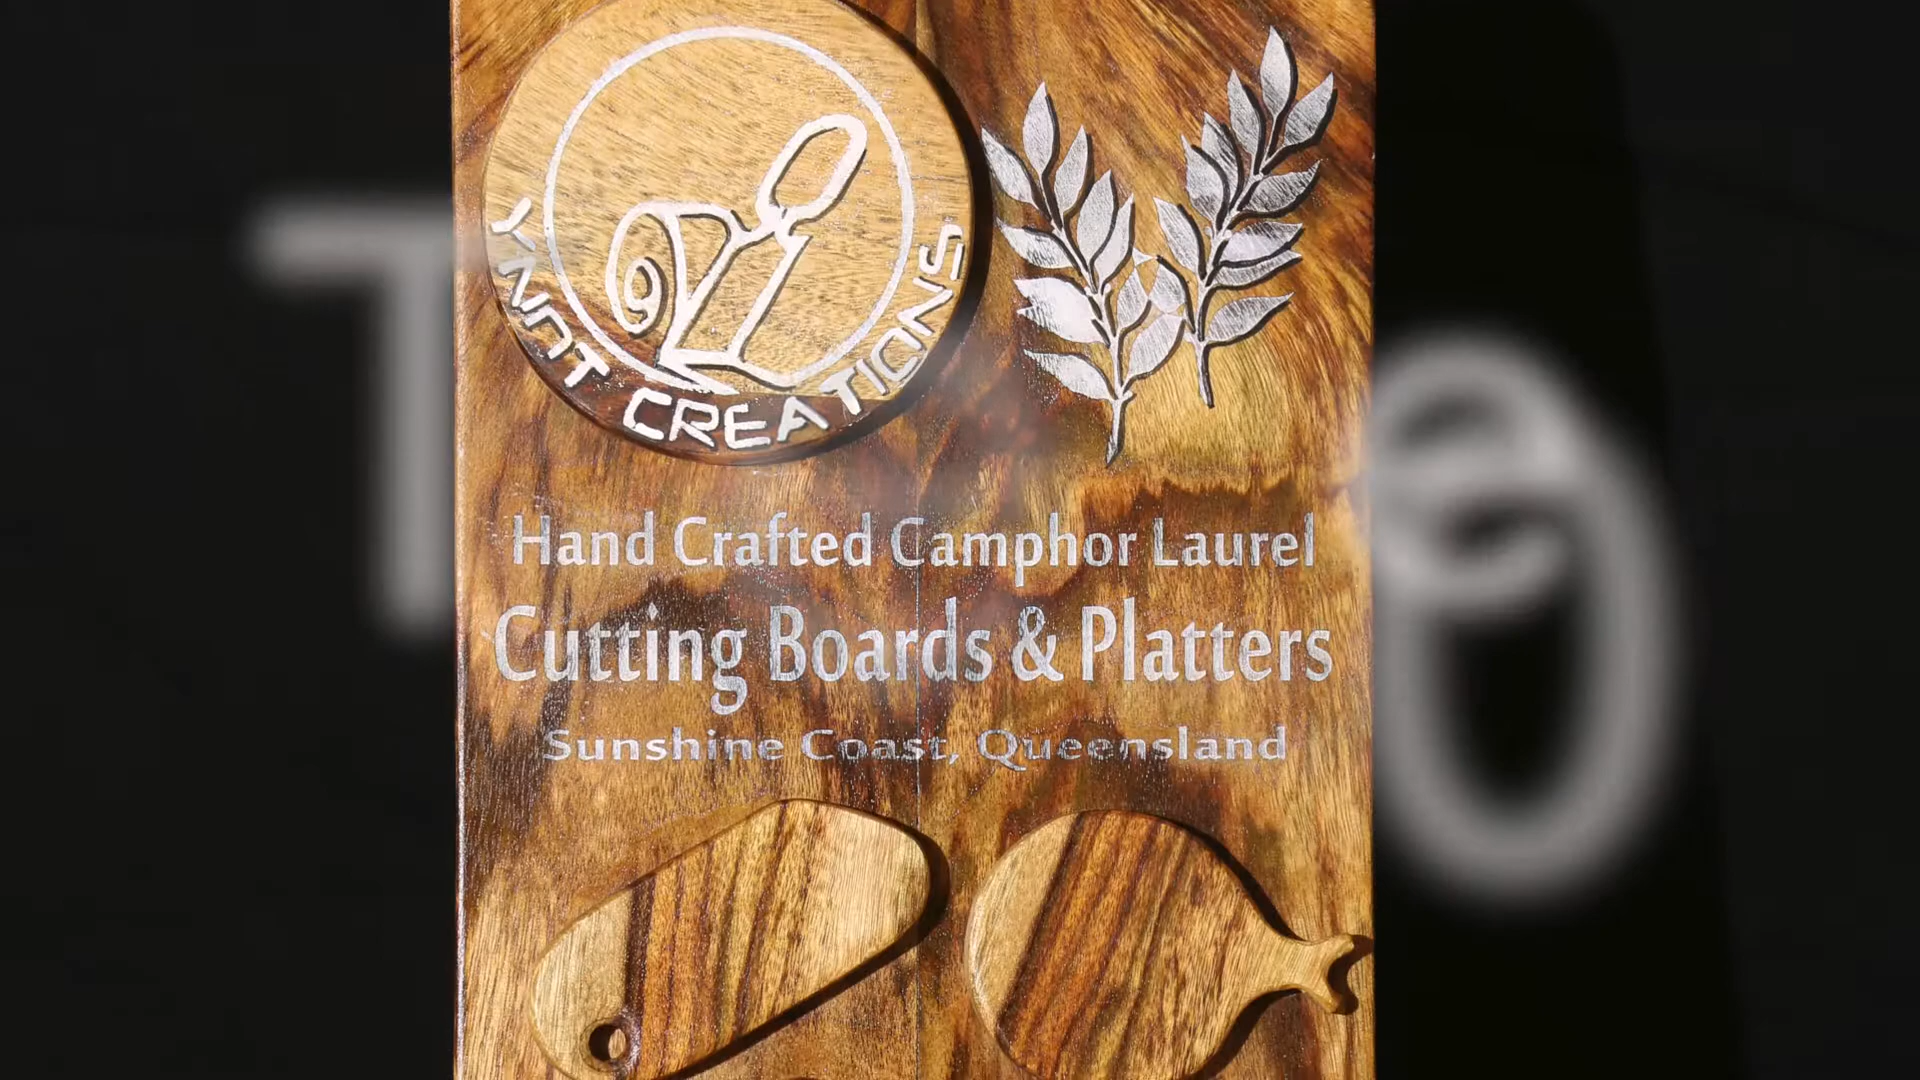 YNOT CREATIONS
Hand Crafted Camphor Laurel
Cutting Boards & Platters
Sunshine Coast, Queensland